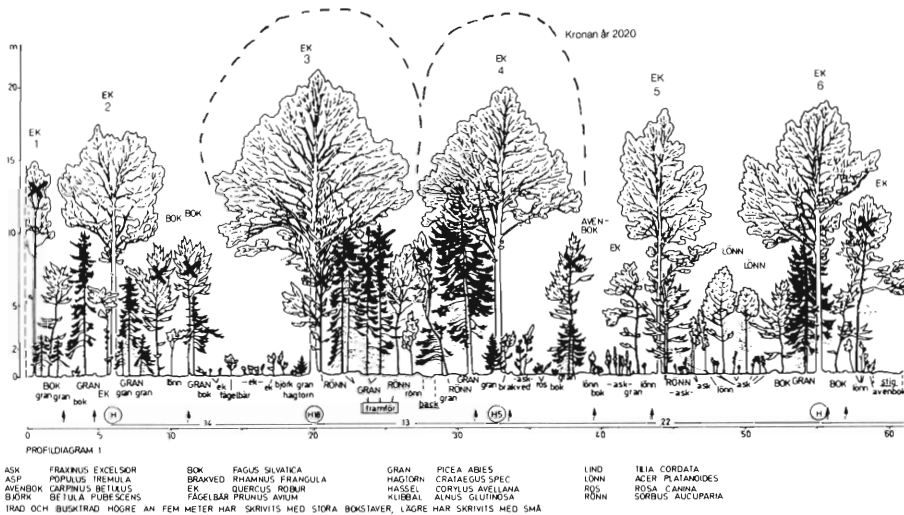 Kronan år 2020
m
EK
1
EK
2
EK
3
EK
4
EK
5
EK
6
20
15
10
5
2
0
BOK
BOK
AVEN-
BOK
EK
LÖNN
LÖNN
EK
BOK GRAN GRAN lönn GRAN ek -ek- ek björk gran RÖNN GRAN RÖNN GRAN gran -ask- rös BOK lönn -ask- lönn RÖNN ask lönn ask BOK GRAN BOK lönn stig
gran gran bok EK gran gran bok fågelbär hagtorn rönn RÖNN gran brakved gran bok gran -ask- avenbok
framför
back
H H18 H5 H
14 13 22
0 10 20 30 40 50 60
PROFILDIAGRAM 1
ASK FRAXINUS EXCELSIOR BOK FAGUS SILVATICA GRAN PICEA ABIES LIND TILIA CORDATA
ASP POPULUS TREMULA BRAKVED RHAMNUS FRANGULA HAGTORN CRATAEGUS SPEC LÖNN ACER PLATANOIDES
AVENBOK CARPINUS BETULUS EK QUERCUS ROBUR HASSEL CORYLUS AVELLANA ROS ROSA CANINA
BJÖRK BETULA PUBESCENS FÅGELBÄR PRUNUS AVIUM KLIBBAL ALNUS GLUTINOSA RÖNN SORBUS AUCUPARIA
TRÄD OCH BUSKTRÄD HÖGRE ÄN FEM METER HAR SKRIVITS MED STORA BOKSTÄVER, LÄGRE HAR SKRIVITS MED SMÅ